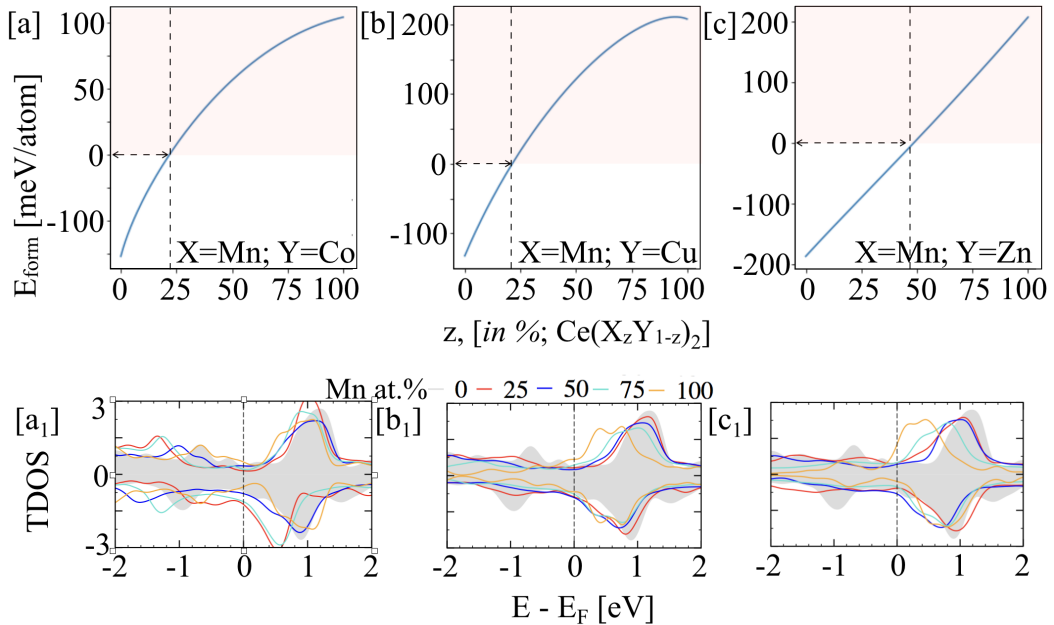 [a]
100
50
0
-100
X=Mn; Y=Co
0 25 50 75 100
[b]
200
100
0
-100
X=Mn; Y=Cu
0 25 50 75 100
[c]
200
100
0
-100
-200
X=Mn; Y=Zn
0 25 50 75 100
E_form [meV/atom]
z, [in %; Ce(X_zY_1-z)_2]
Mn at.% 0 25 50 75 100
[a_1]
3
0
-3
-2 -1 0 1 2
[b_1]
-2 -1 0 1 2
[c_1]
-2 -1 0 1 2
TDOS
E - E_F [eV]